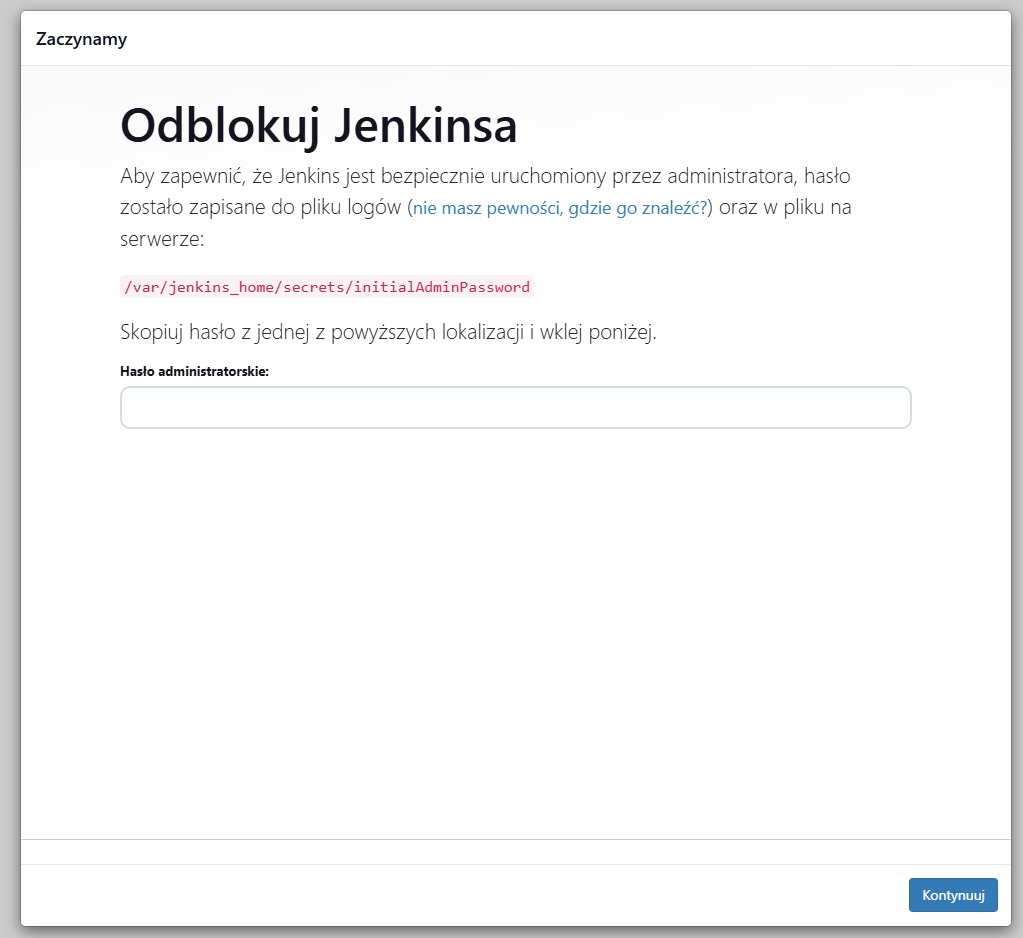 Zaczynamy
Odblokuj Jenkinsa
Aby zapewnić, że Jenkins jest bezpiecznie uruchomiony przez administratora, hasło
zostało zapisane do pliku logów (nie masz pewności, gdzie go znaleźć?) oraz w pliku na
serwerze:
/var/jenkins_home/secrets/initialAdminPassword
Skopiuj hasło z jednej z powyższych lokalizacji i wklej poniżej.
Hasło administratorskie:
Kontynuuj